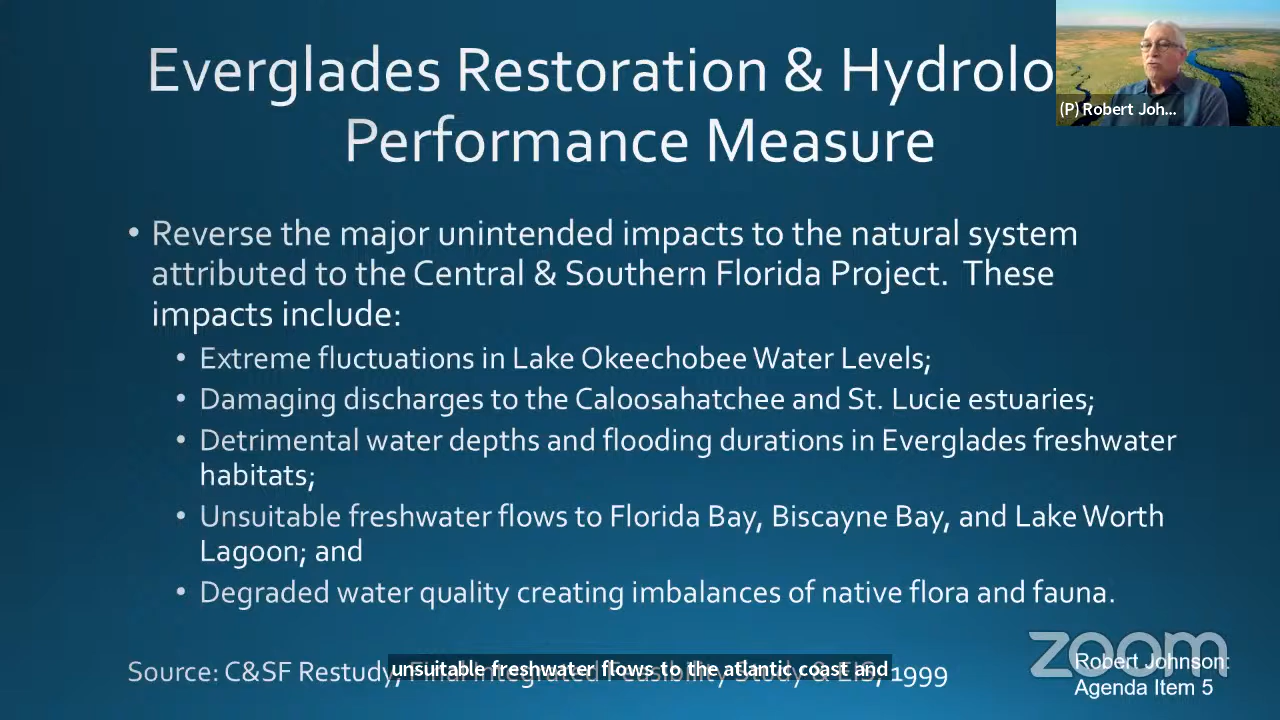 Everglades Restoration & Hydrolo
Performance Measure
(P) Robert Joh...
• Reverse the major unintended impacts to the natural system
attributed to the Central & Southern Florida Project. These
impacts include:
• Extreme fluctuations in Lake Okeechobee Water Levels;
• Damaging discharges to the Caloosahatchee and St. Lucie estuaries;
• Detrimental water depths and flooding durations in Everglades freshwater
habitats;
• Unsuitable freshwater flows to Florida Bay, Biscayne Bay, and Lake Worth
Lagoon; and
• Degraded water quality creating imbalances of native flora and fauna.
Source: C&SF Restudy, Final Integrated Feasibility Study & EIS, 1999
unsuitable freshwater flows to the atlantic coast and
zoom
Robert Johnson:
Agenda Item 5